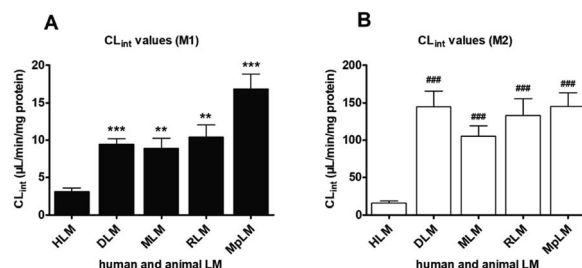 A
CLint values (M1)
CLint (µL/min/mg protein)
20
15
10
5
0
***
**
**
***
HLM
DLM
MLM
RLM
MpLM
human and animal LM
B
CLint values (M2)
CLint (µL/min/mg protein)
200
150
100
50
0
###
###
###
###
HLM
DLM
MLM
RLM
MpLM
human and animal LM